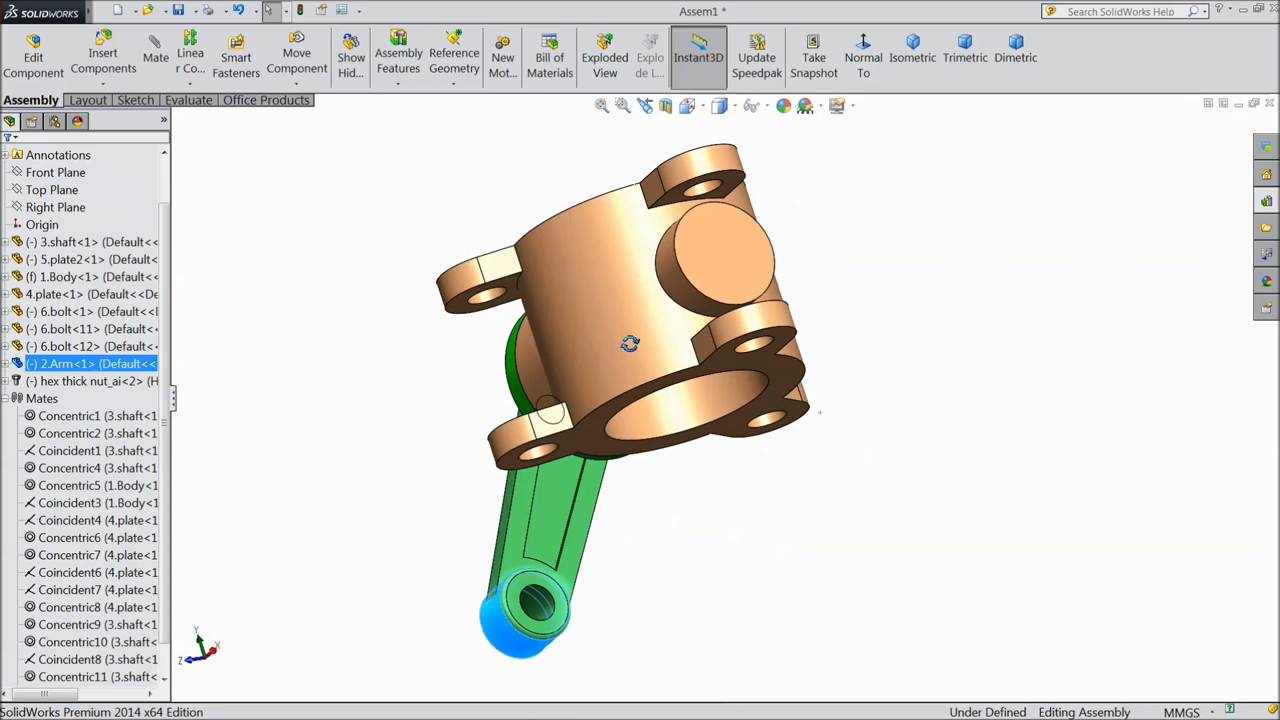 SOLIDWORKS
Assem1 *
Search SolidWorks Help
Edit Component
Insert Components
Mate
Linea r Co...
Smart Fasteners
Move Component
Show Hid...
Assembly Features
Reference Geometry
New Mot...
Bill of Materials
Exploded View
Explo de L...
Instant3D
Update Speedpak
Take Snapshot
Normal To
Isometric
Trimetric
Dimetric
Assembly
Layout
Sketch
Evaluate
Office Products
»
Annotations
Front Plane
Top Plane
Right Plane
Origin
(-) 3.shaft<1> (Default<<
(-) 5.plate2<1> (Default<
(f) 1.Body<1> (Default<
4.plate<1> (Default<<De
(-) 6.bolt<1> (Default<<
(-) 6.bolt<11> (Default<
(-) 6.bolt<12> (Default<
(-) 2.Arm<1> (Default<<
(-) hex thick nut_ai<2> (H
Mates
Concentric1 (3.shaft<1
Concentric2 (3.shaft<1
Coincident1 (3.shaft<1
Concentric4 (3.shaft<1
Concentric5 (1.Body<1
Coincident3 (1.Body<1
Coincident4 (4.plate<1
Concentric6 (4.plate<1
Concentric7 (4.plate<1
Coincident6 (4.plate<1
Coincident7 (4.plate<1
Concentric8 (4.plate<1
Concentric9 (3.shaft<1
Concentric10 (3.shaft<
Coincident8 (3.shaft<1
Concentric11 (3.shaft<
Y
Z
X
SolidWorks Premium 2014 x64 Edition
Under Defined
Editing Assembly
MMGS